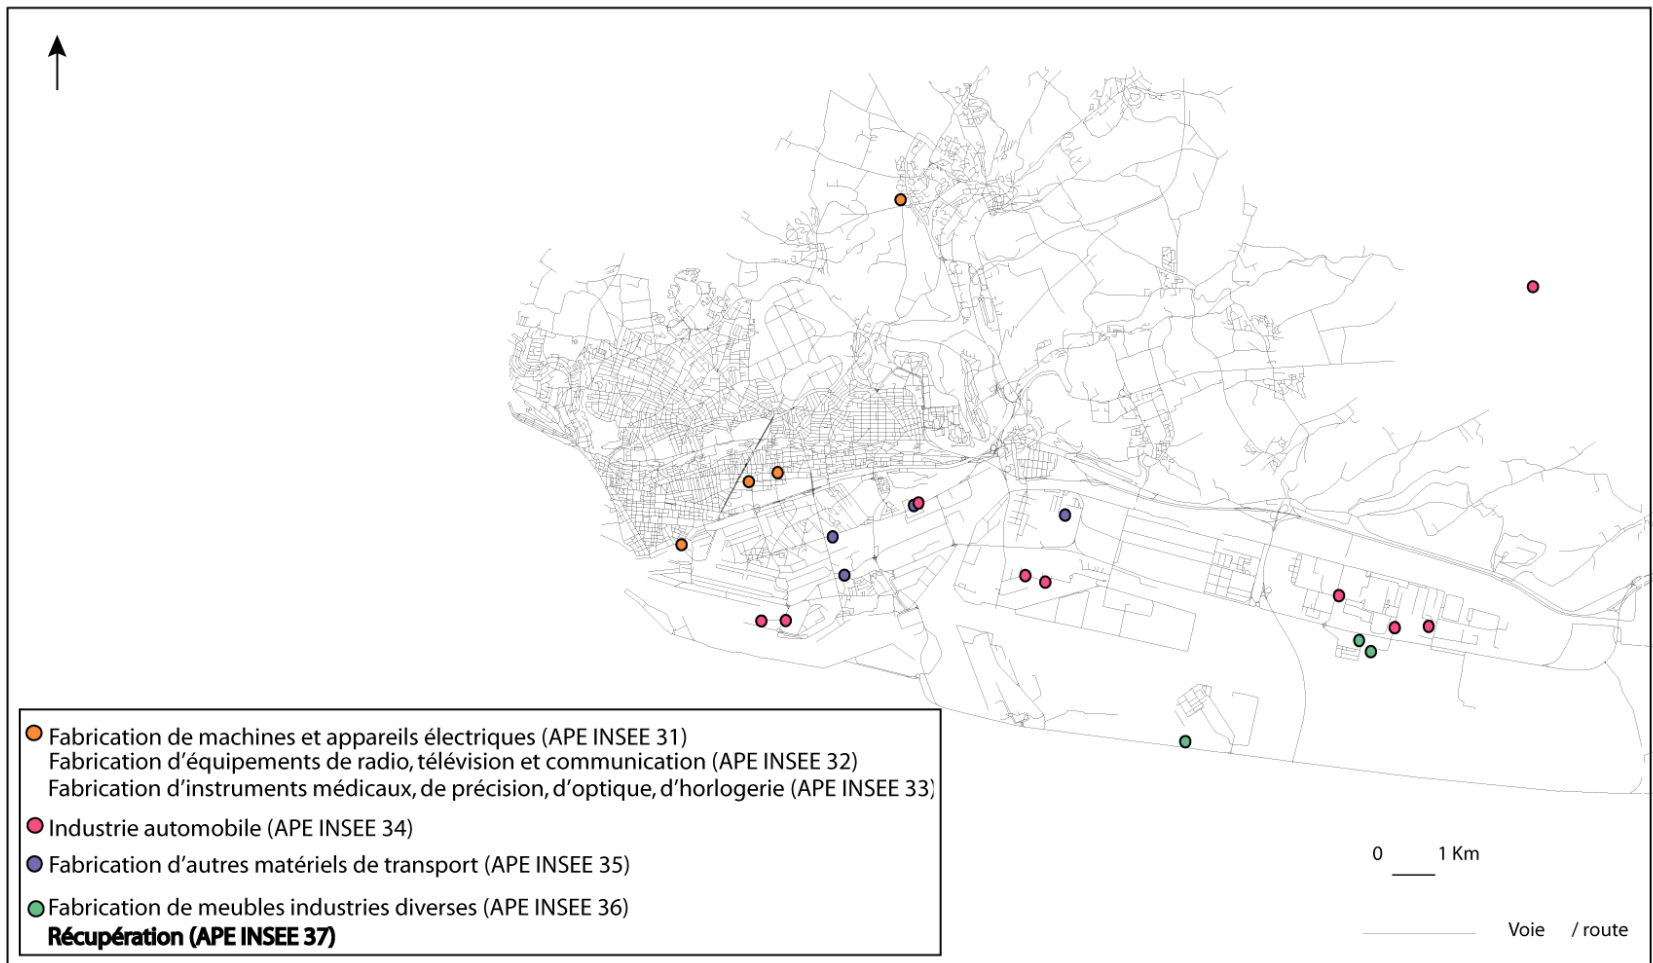 Fabrication de machines et appareils électriques (APE INSEE 31)
Fabrication d'équipements de radio, télévision et communication (APE INSEE 32)
Fabrication d'instruments médicaux, de précision, d'optique, d'horlogerie (APE INSEE 33)
Industrie automobile (APE INSEE 34)
Fabrication d'autres matériels de transport (APE INSEE 35)
Fabrication de meubles industries diverses (APE INSEE 36)
Récupération (APE INSEE 37)
0 1 Km
Voie / route